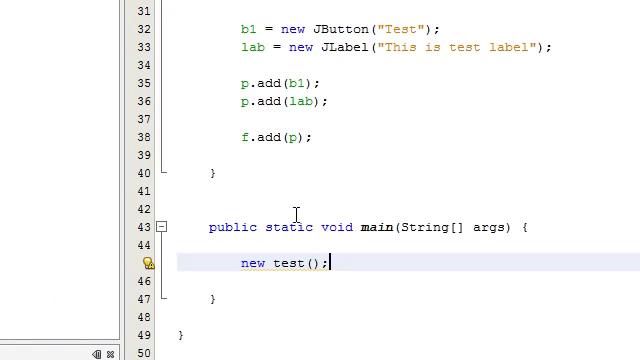 31
32 b1 = new JButton("Test");
33 lab = new JLabel("This is test label");
34
35 p.add(b1);
36 p.add(lab);
37
38 f.add(p);
39
40 }
41
42
43 public static void main(String[] args) {
44
new test();
46
47 }
48
49 }
50